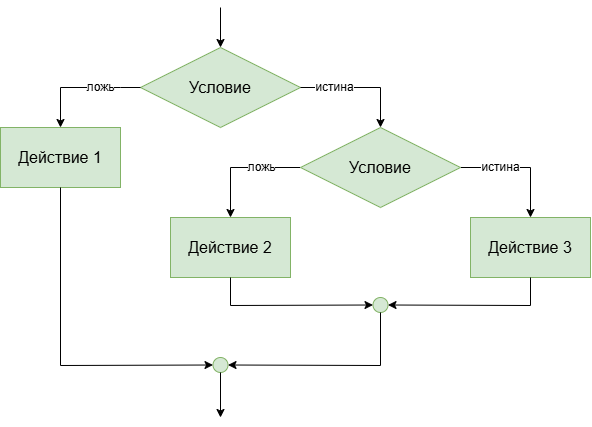 ложь
Условие
истина
Действие 1
ложь
Условие
истина
Действие 2
Действие 3